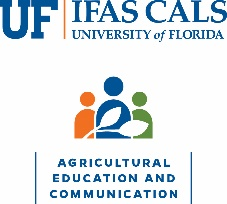 UF IFAS CALS
UNIVERSITY of FLORIDA
AGRICULTURAL
EDUCATION AND
COMMUNICATION